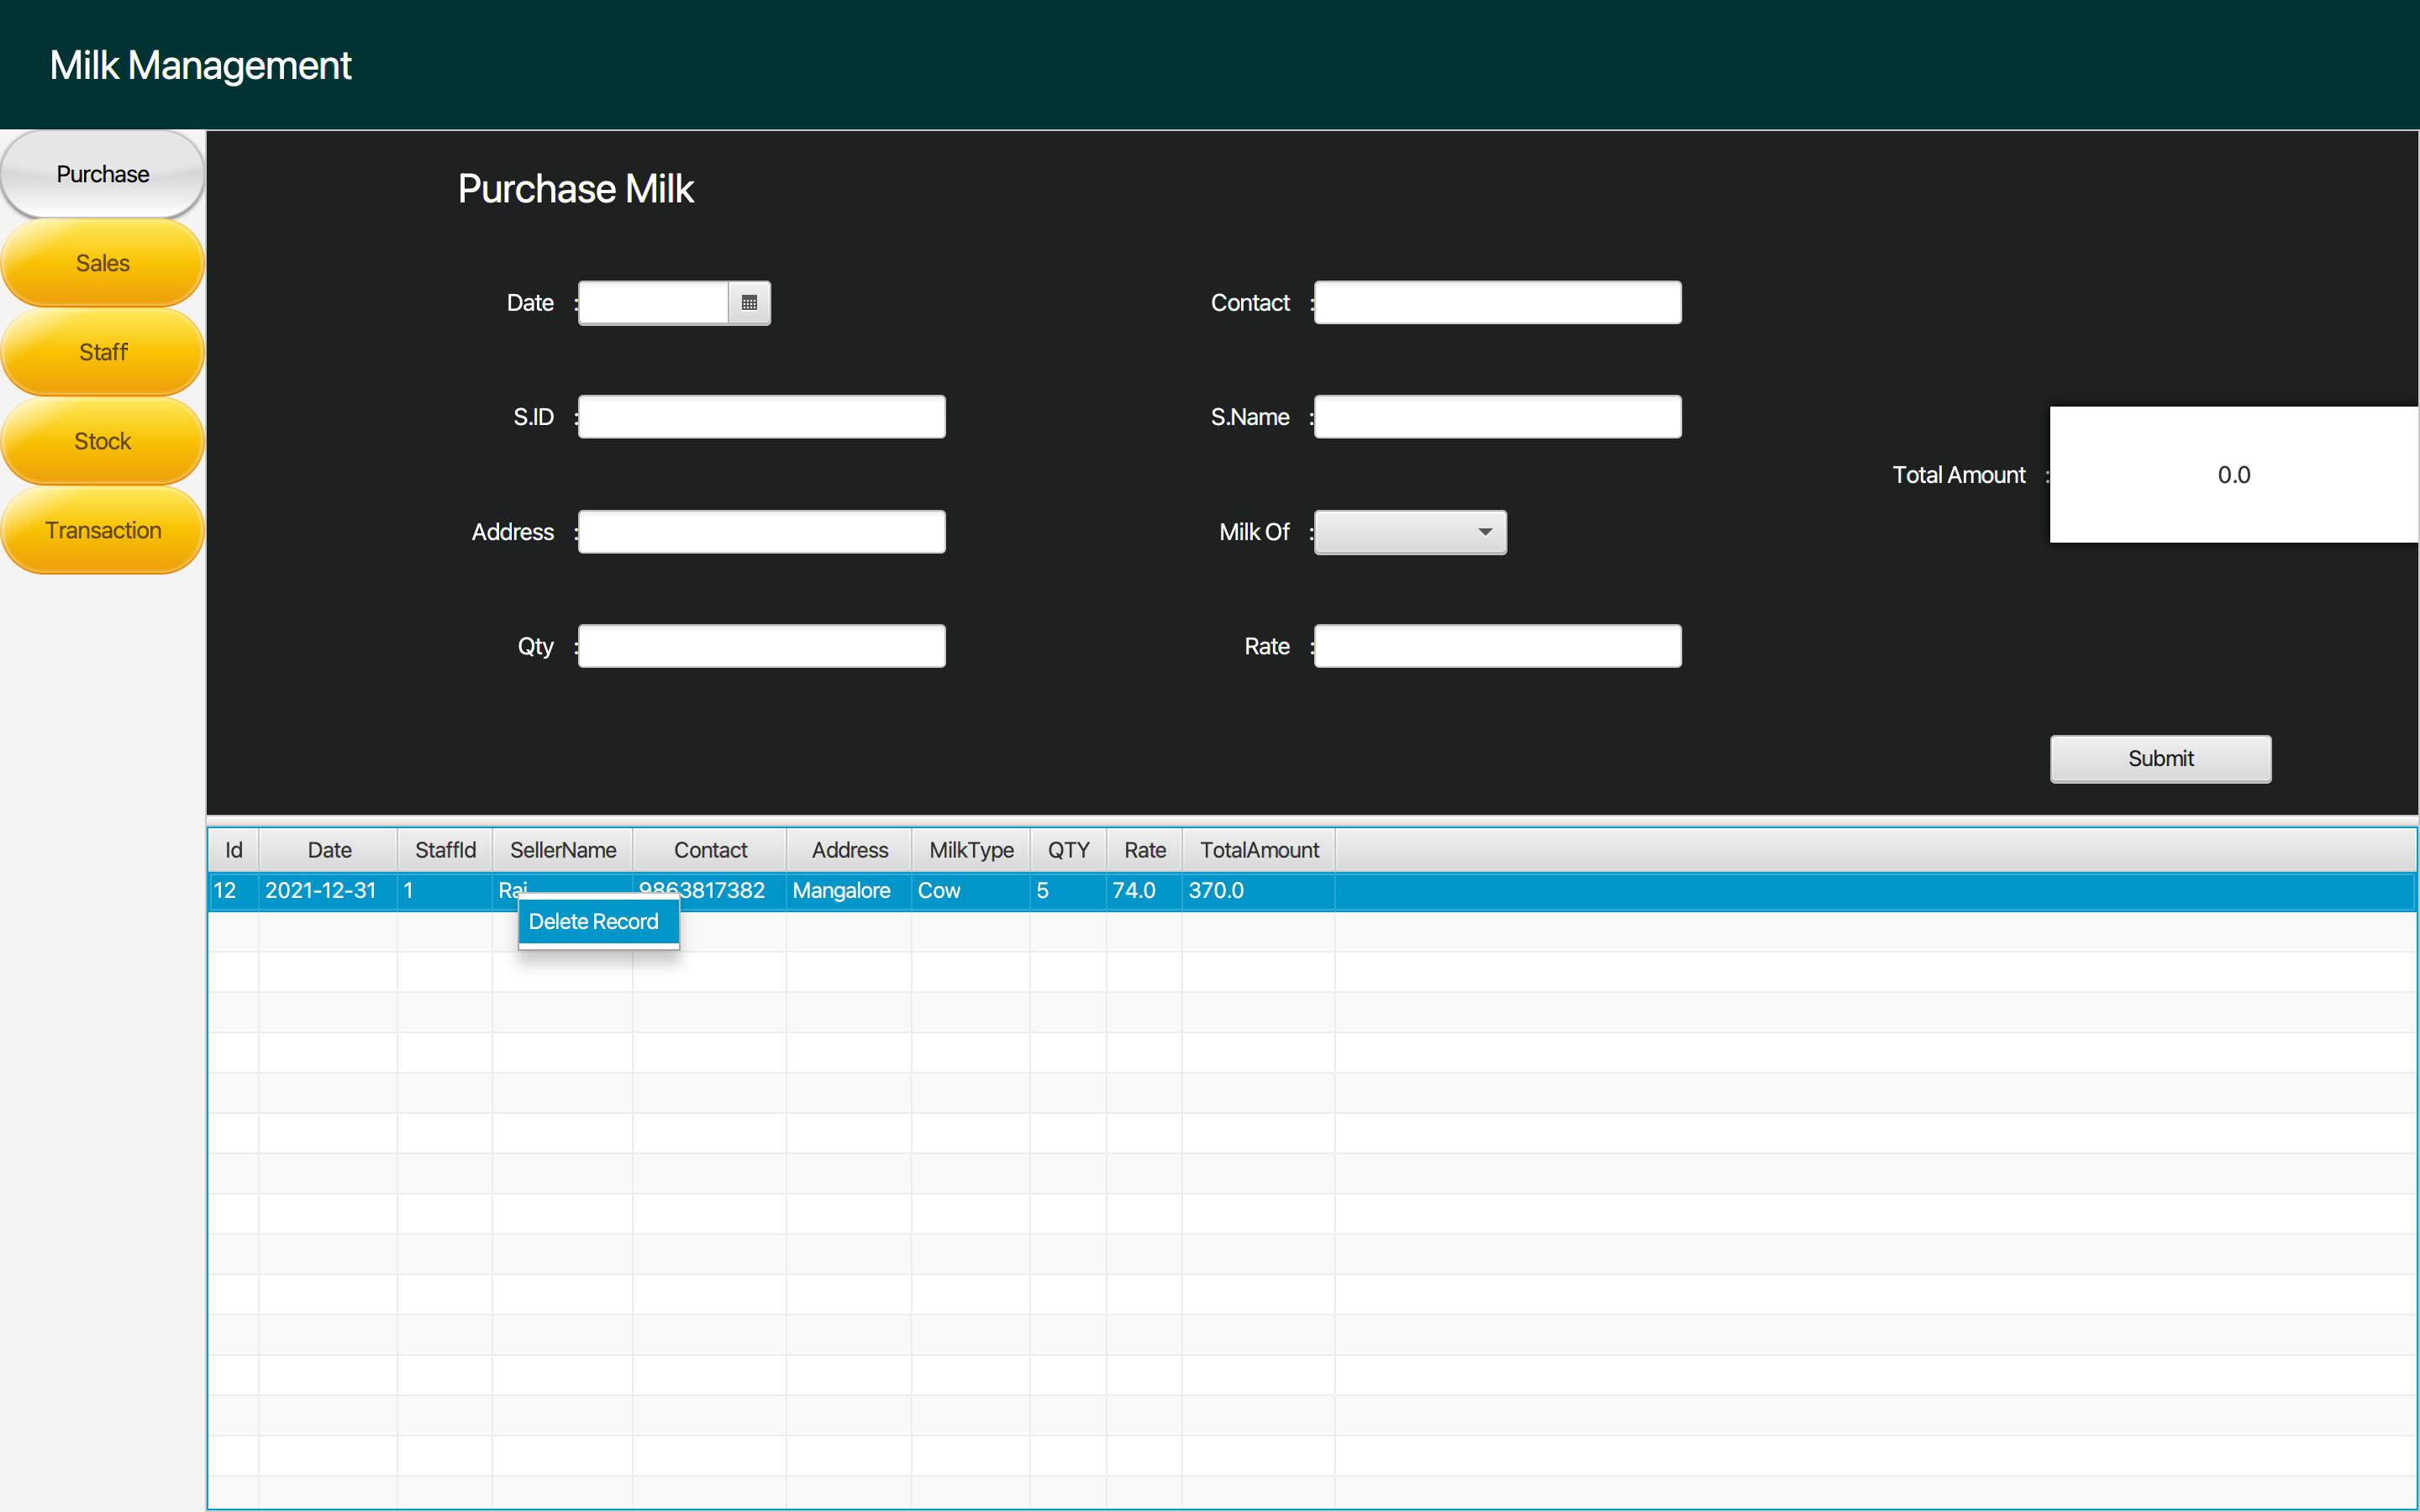 Milk Management
Purchase
Sales
Staff
Stock
Transaction
Purchase Milk
Date :
Contact :
S.ID :
S.Name :
Total Amount : 0.0
Address :
Milk Of :
Qty :
Rate :
Submit
Id Date StaffId SellerName Contact Address MilkType QTY Rate TotalAmount
12 2021-12-31 1 9863817382 Mangalore Cow 5 74.0 370.0
Delete Record